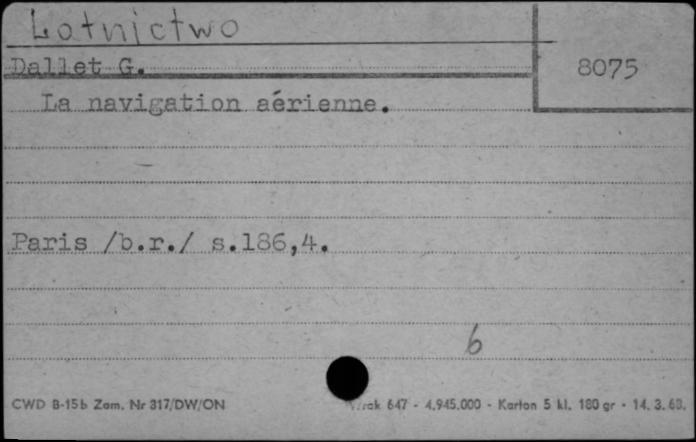 Lotnictwo
Dallet G.
8075
La navigation aérienne.
Paris /b.r./ s.186,4.
6
CWD B-15b Zam. Nr 317/DW/ON
647 - 4.945.000 - Karton 5 kl. 180 gr - 14. 3. 63.